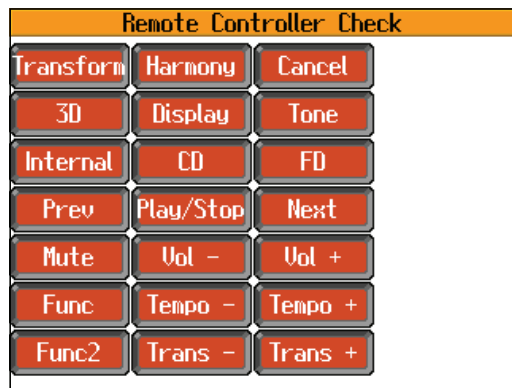 Remote Controller Check
Transform Harmony Cancel
3D Display Tone
Internal CD FD
Prev Play/Stop Next
Mute Vol - Vol +
Func Tempo - Tempo +
Func2 Trans - Trans +